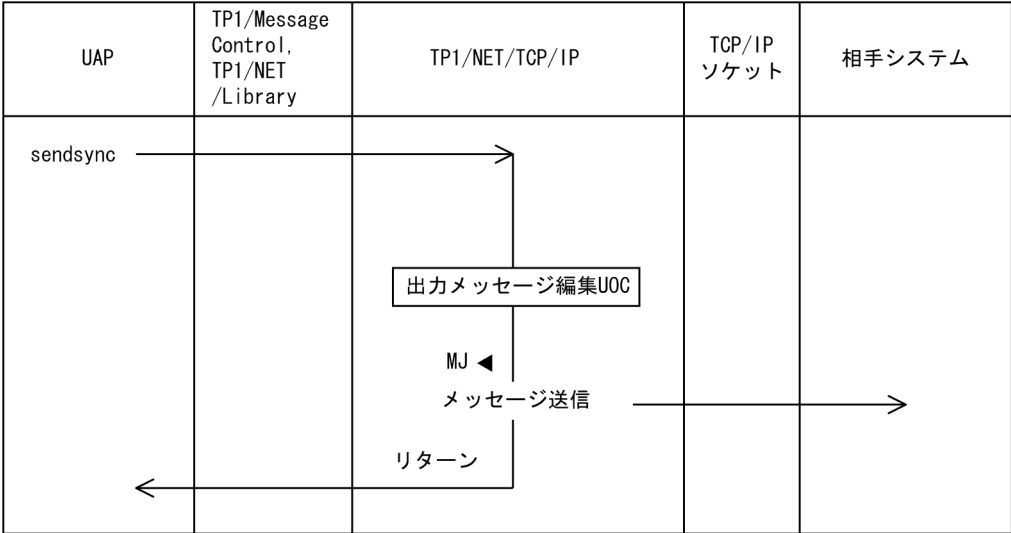 UAP
TP1/Message
Control,
TP1/NET
/Library
TP1/NET/TCP/IP
TCP/IP
ソケット
相手システム
sendsync
出力メッセージ編集UOC
MJ
メッセージ送信
リターン